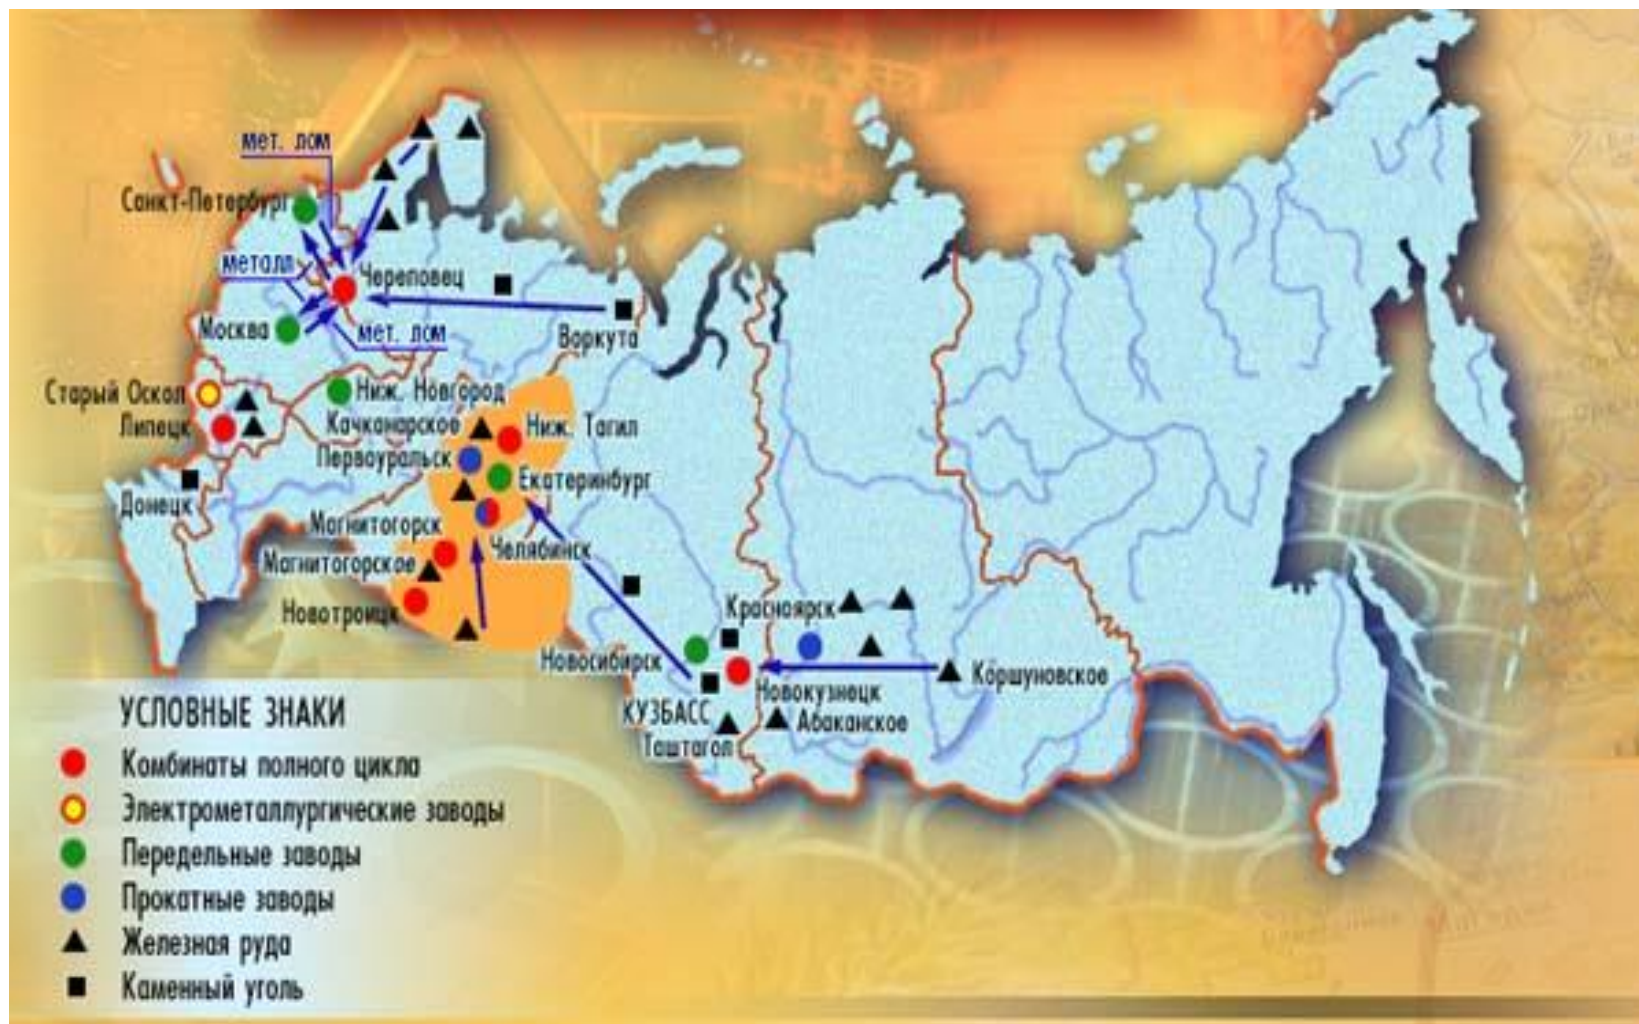 мет. лом
Санкт-Петербург
металл
Череповец
Москва
мет. лом
Воркута
Старый Оскол
Ниж. Новгород
Липецк
Качканарское
Ниж. Тагил
Первоуральск
Екатеринбург
Донецк
Магнитогорск
Челябинск
Магнитогорское
Новотроицк
Красноярск
Новосибирск
Коршуновское
Новокузнецк
КУЗБАСС
Абаканское
Таштагол
УСЛОВНЫЕ ЗНАКИ
Комбинаты полного цикла
Электрометаллургические заводы
Передельные заводы
Прокатные заводы
Железная руда
Каменный уголь